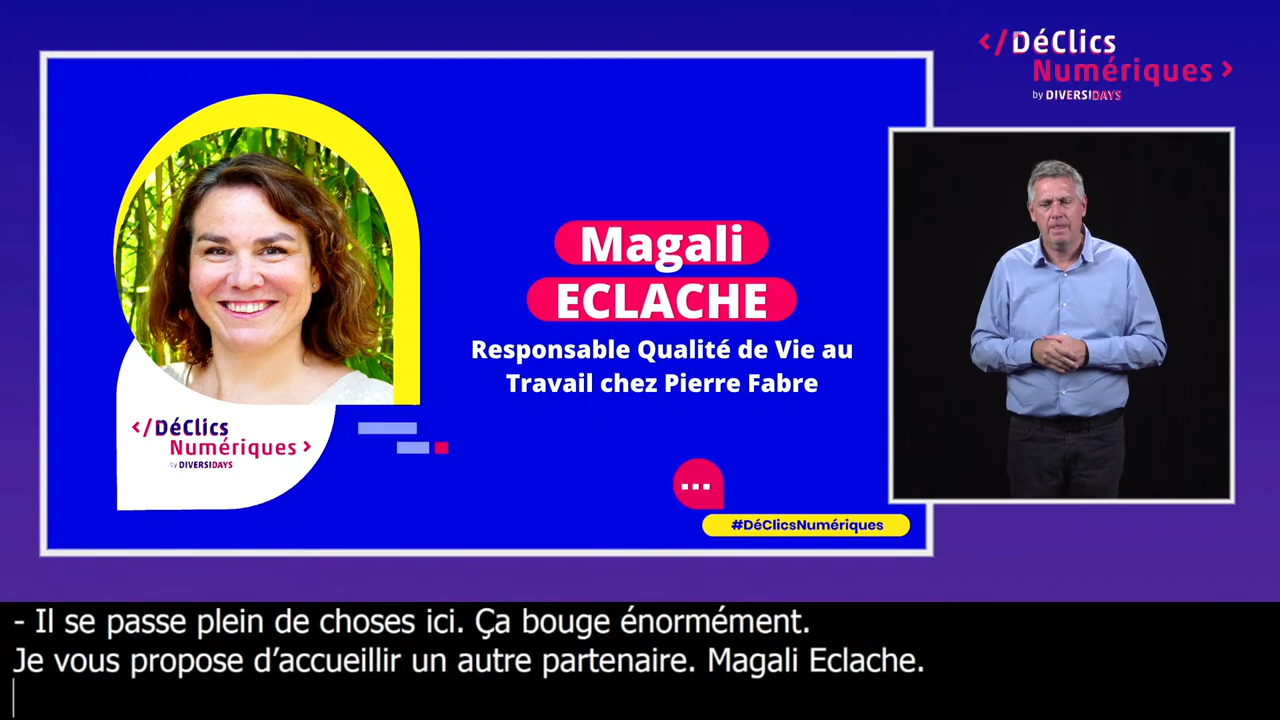 </DéClics
Numériques >
by DIVERSIDAYS
Magali
ECLACHE
Responsable Qualité de Vie au
Travail chez Pierre Fabre
</DéClics
Numériques >
by DIVERSIDAYS
...
#DéClicsNumériques
- Il se passe plein de choses ici. Ça bouge énormément.
Je vous propose d’accueillir un autre partenaire. Magali Eclache.